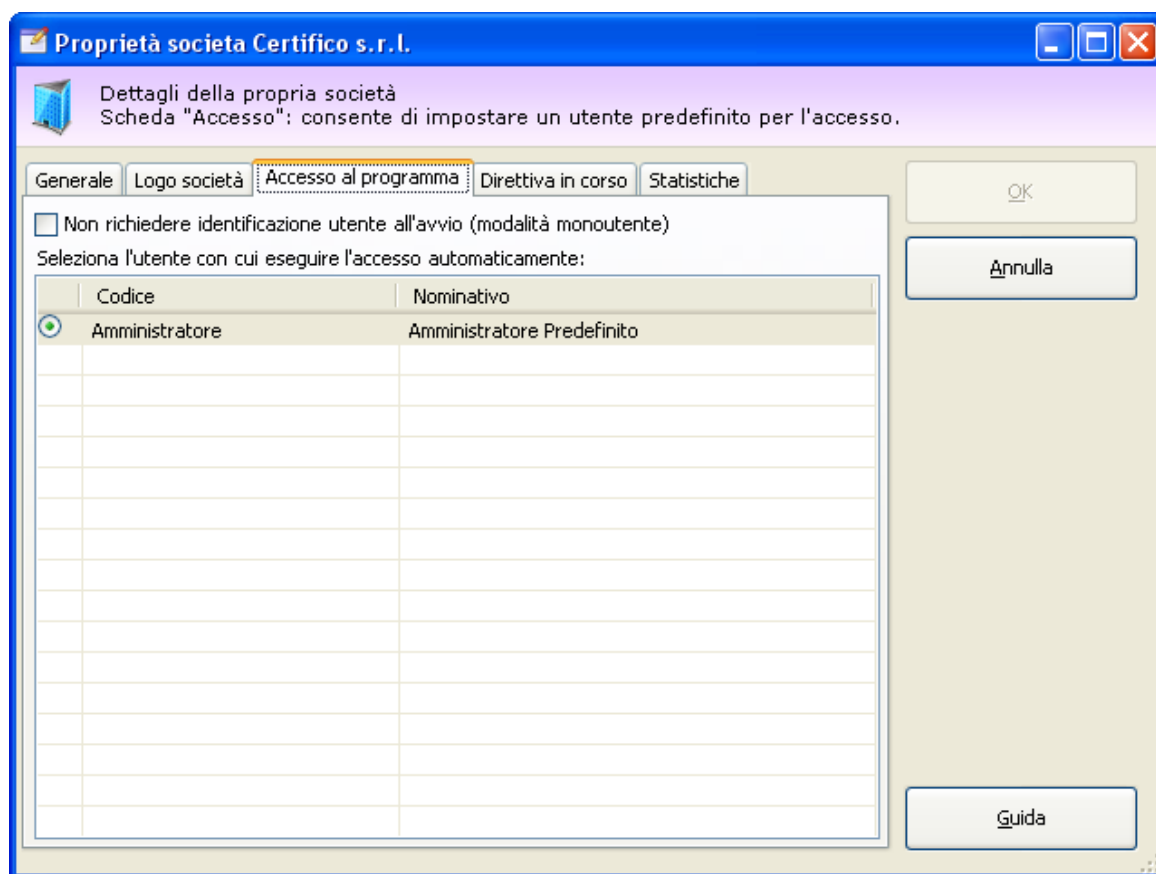 Proprietà societa Certifico s.r.l.
Dettagli della propria società
Scheda "Accesso": consente di impostare un utente predefinito per l'accesso.
Generale Logo società Accesso al programma Direttiva in corso Statistiche
OK
Non richiedere identificazione utente all'avvio (modalità monoutente)
Seleziona l'utente con cui eseguire l'accesso automaticamente:
Annulla
Codice Nominativo
Amministratore Amministratore Predefinito
Guida